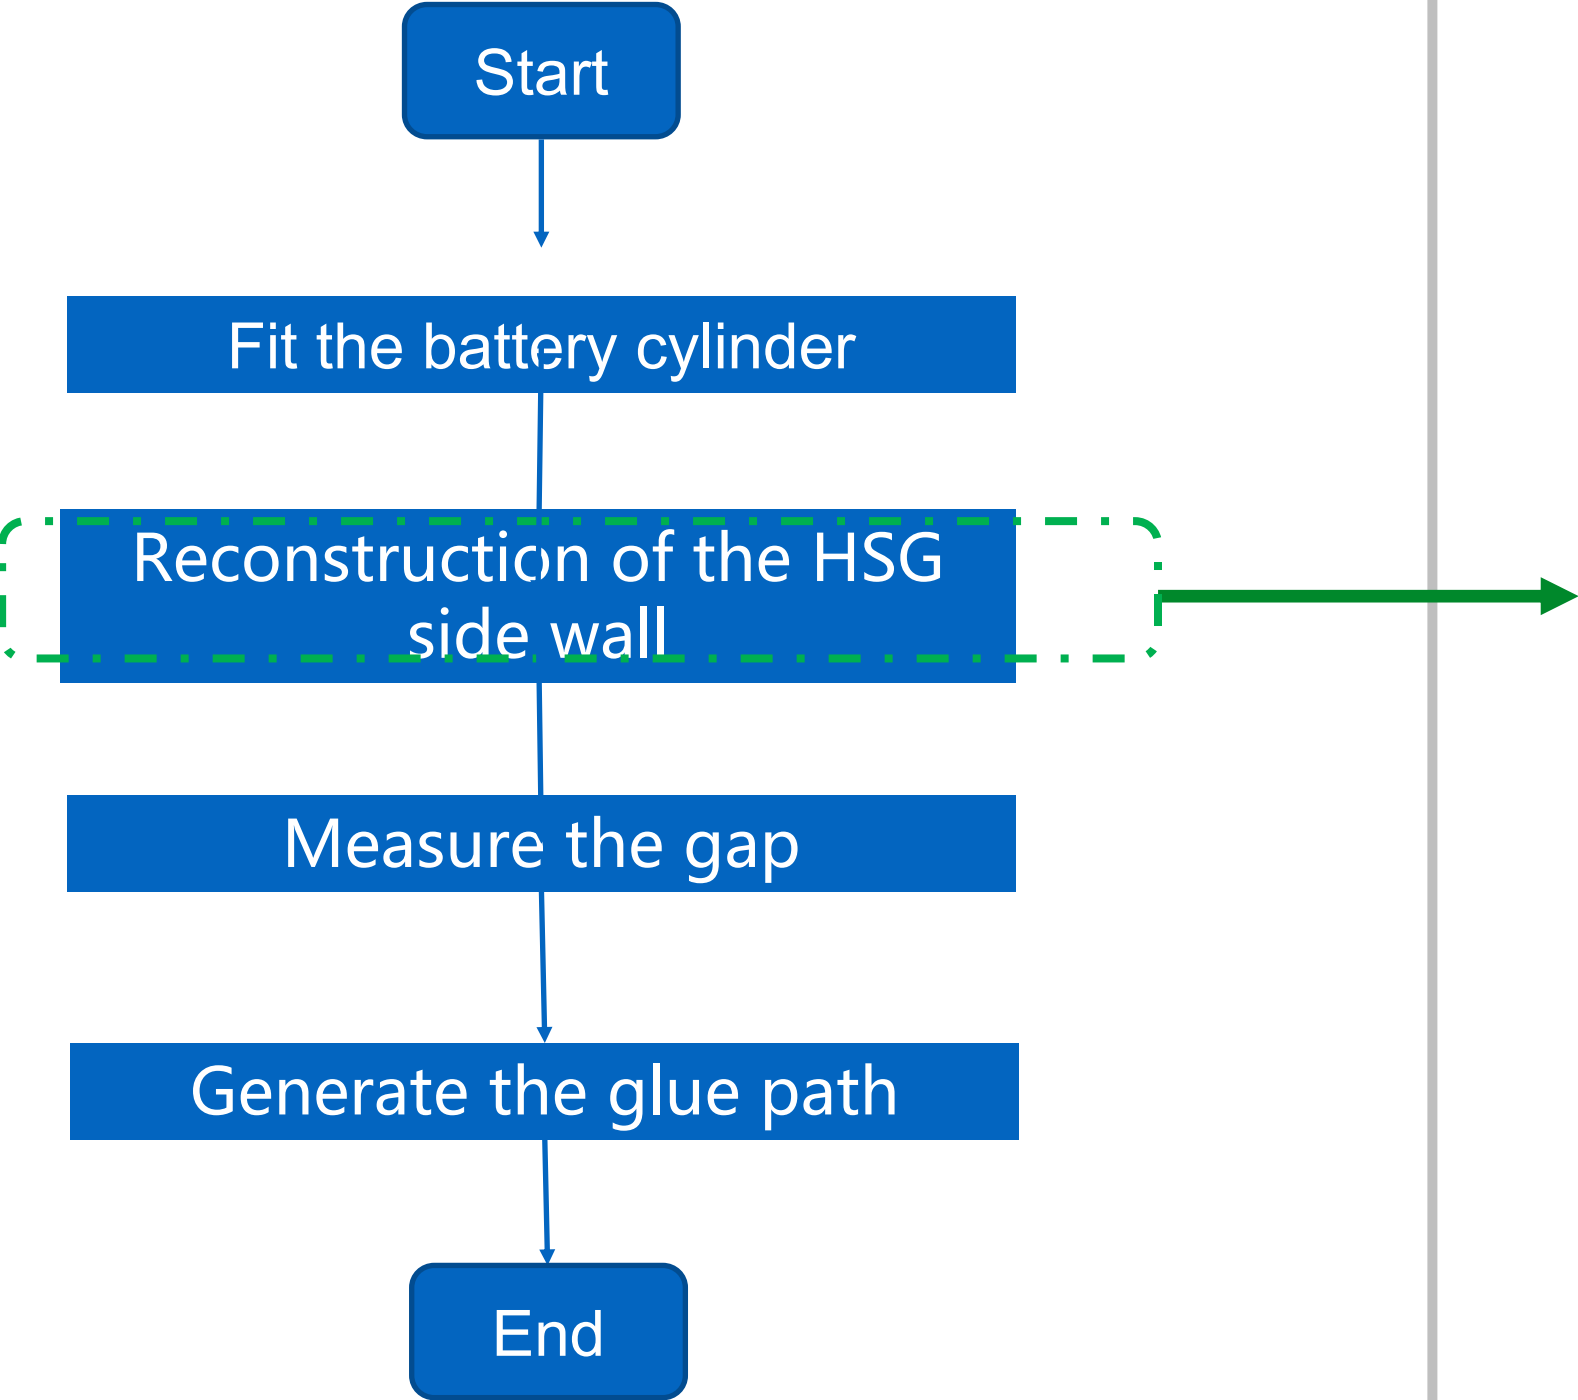 Start
Fit the battery cylinder
Reconstruction of the HSG
side wall
Measure the gap
Generate the glue path
End